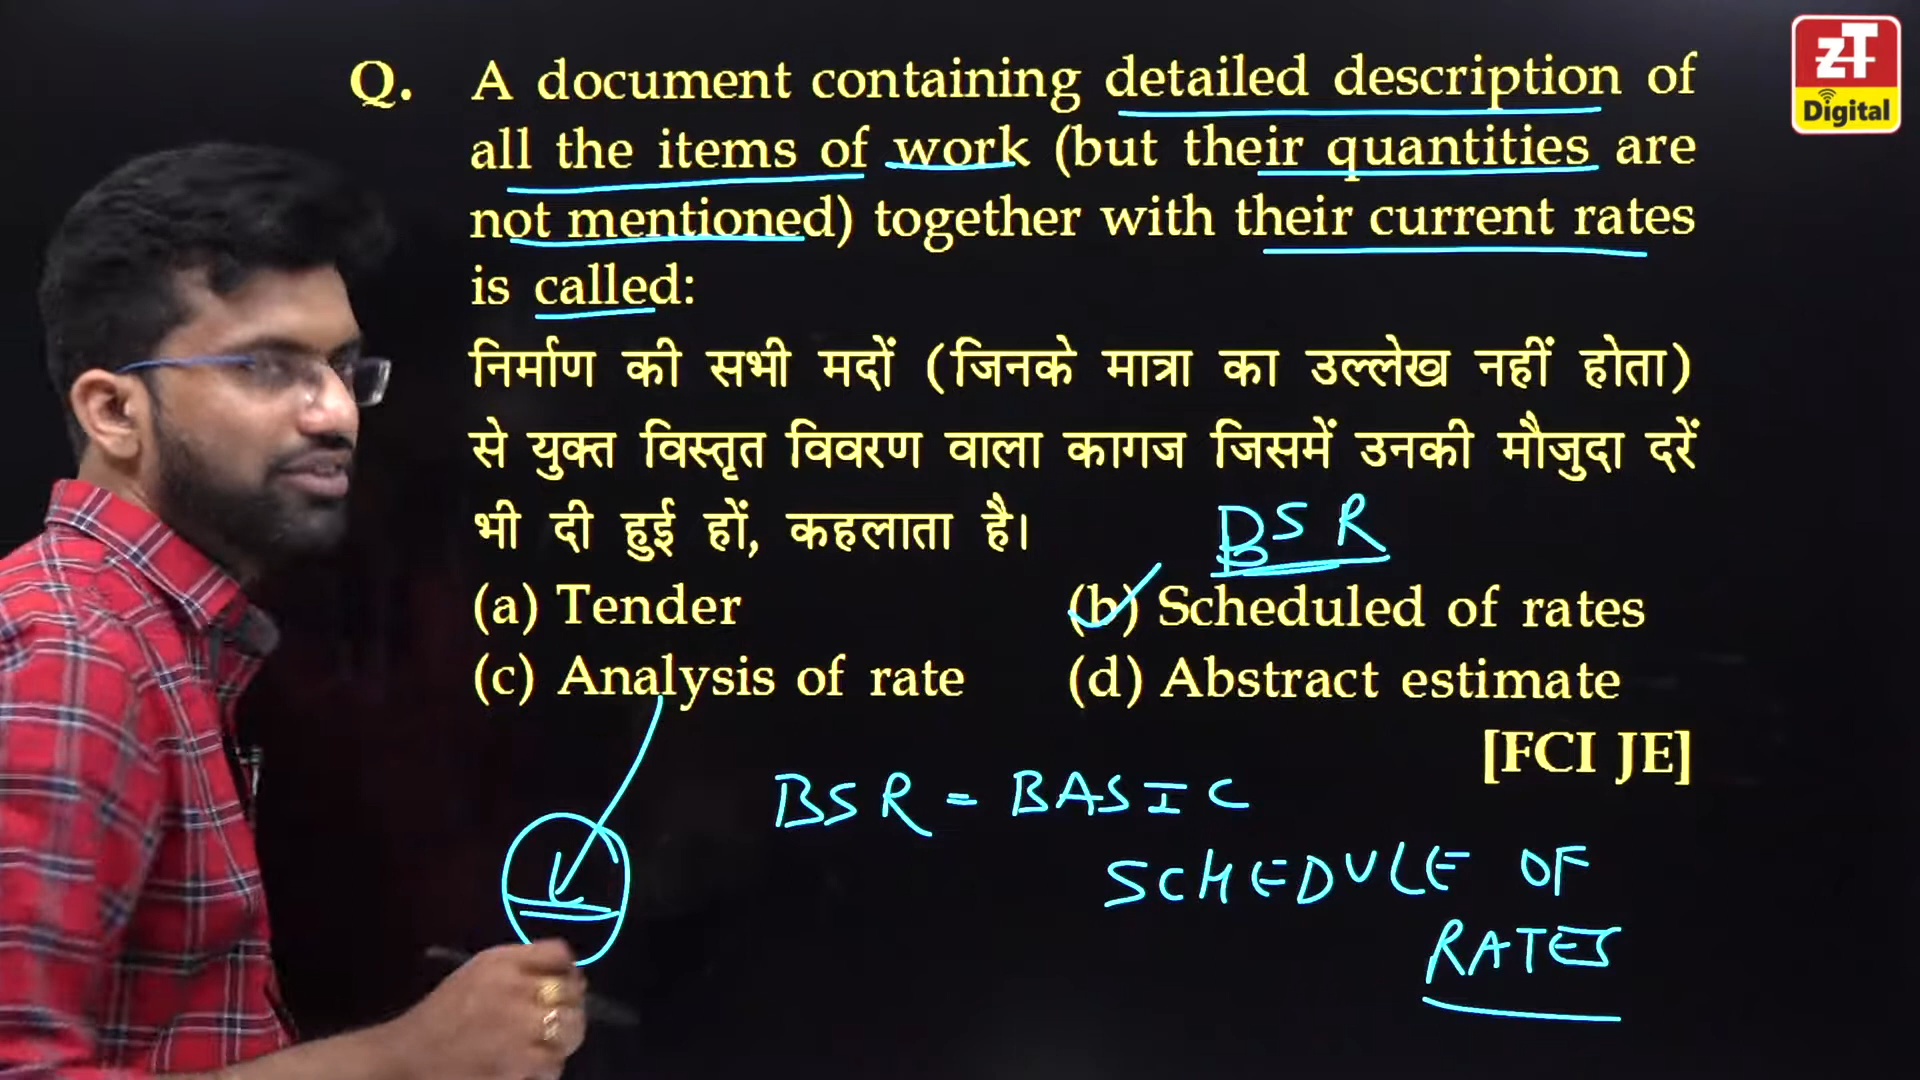 zT
Digital
Q. A document containing detailed description of
all the items of work (but their quantities are
not mentioned) together with their current rates
is called:
निर्माण की सभी मदों (जिनके मात्रा का उल्लेख नहीं होता)
से युक्त विस्तृत विवरण वाला कागज जिसमें उनकी मौजुदा दरें
भी दी हुई हों, कहलाता है।
BSR
(a) Tender (b) Scheduled of rates
(c) Analysis of rate (d) Abstract estimate
[FCI JE]
BSR = BASIC
SCHEDULE OF
RATES